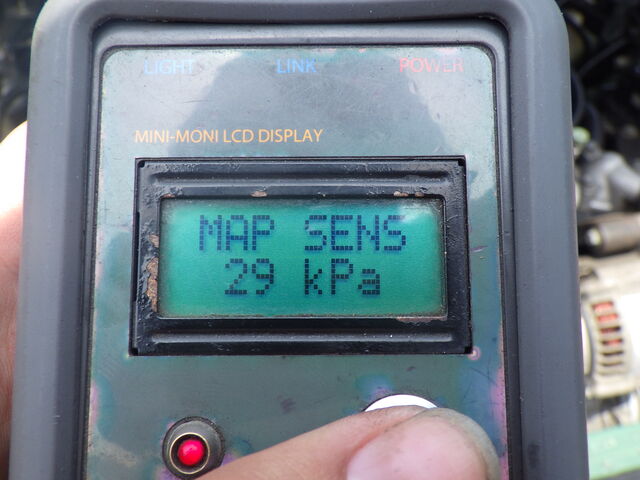 LIGHT LINK POWER
MINI-MONI LCD DISPLAY
MAP SENS
29 kPa